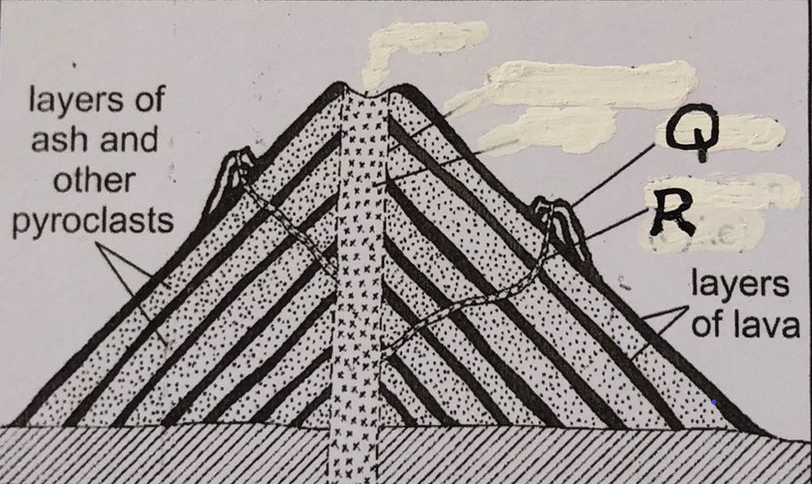 layers of
ash and
other
pyroclasts
Q
R
layers
of lava